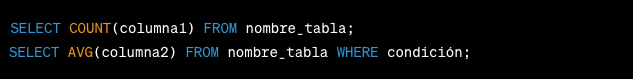 SELECT COUNT(columna1) FROM nombre_tabla;
SELECT AVG(columna2) FROM nombre_tabla WHERE condición;